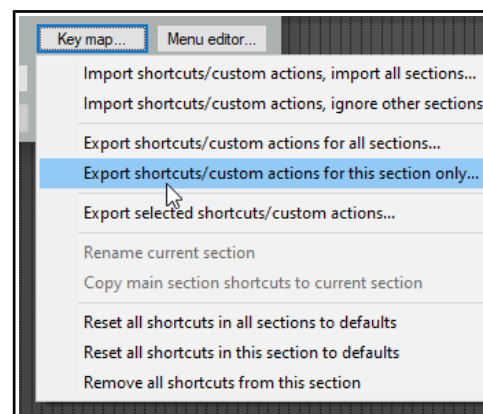 Key map... Menu editor...
Import shortcuts/custom actions, import all sections...
Import shortcuts/custom actions, ignore other sections
Export shortcuts/custom actions for all sections...
Export shortcuts/custom actions for this section only...
Export selected shortcuts/custom actions...
Rename current section
Copy main section shortcuts to current section
Reset all shortcuts in all sections to defaults
Reset all shortcuts in this section to defaults
Remove all shortcuts from this section